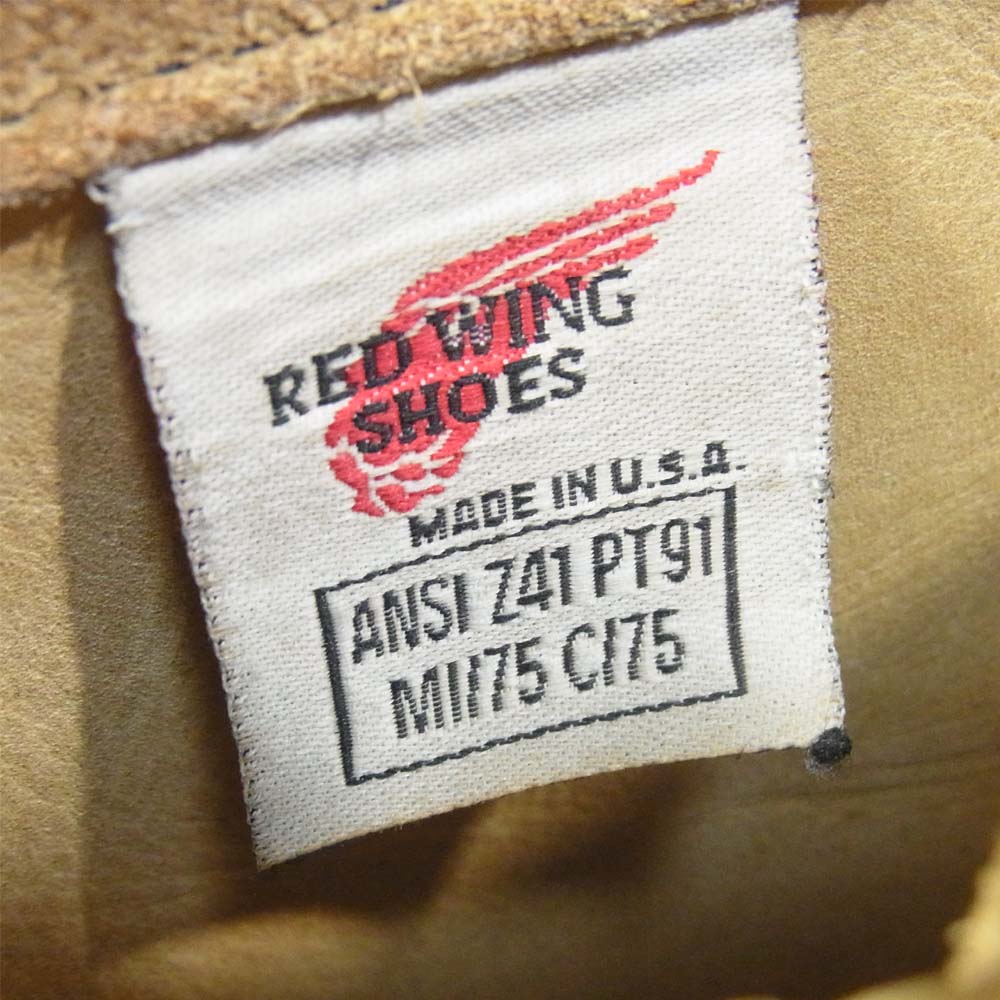 RED WING
SHOES
MADE IN U.S.A.
ANSI Z41 PT91
MI/75 C/75